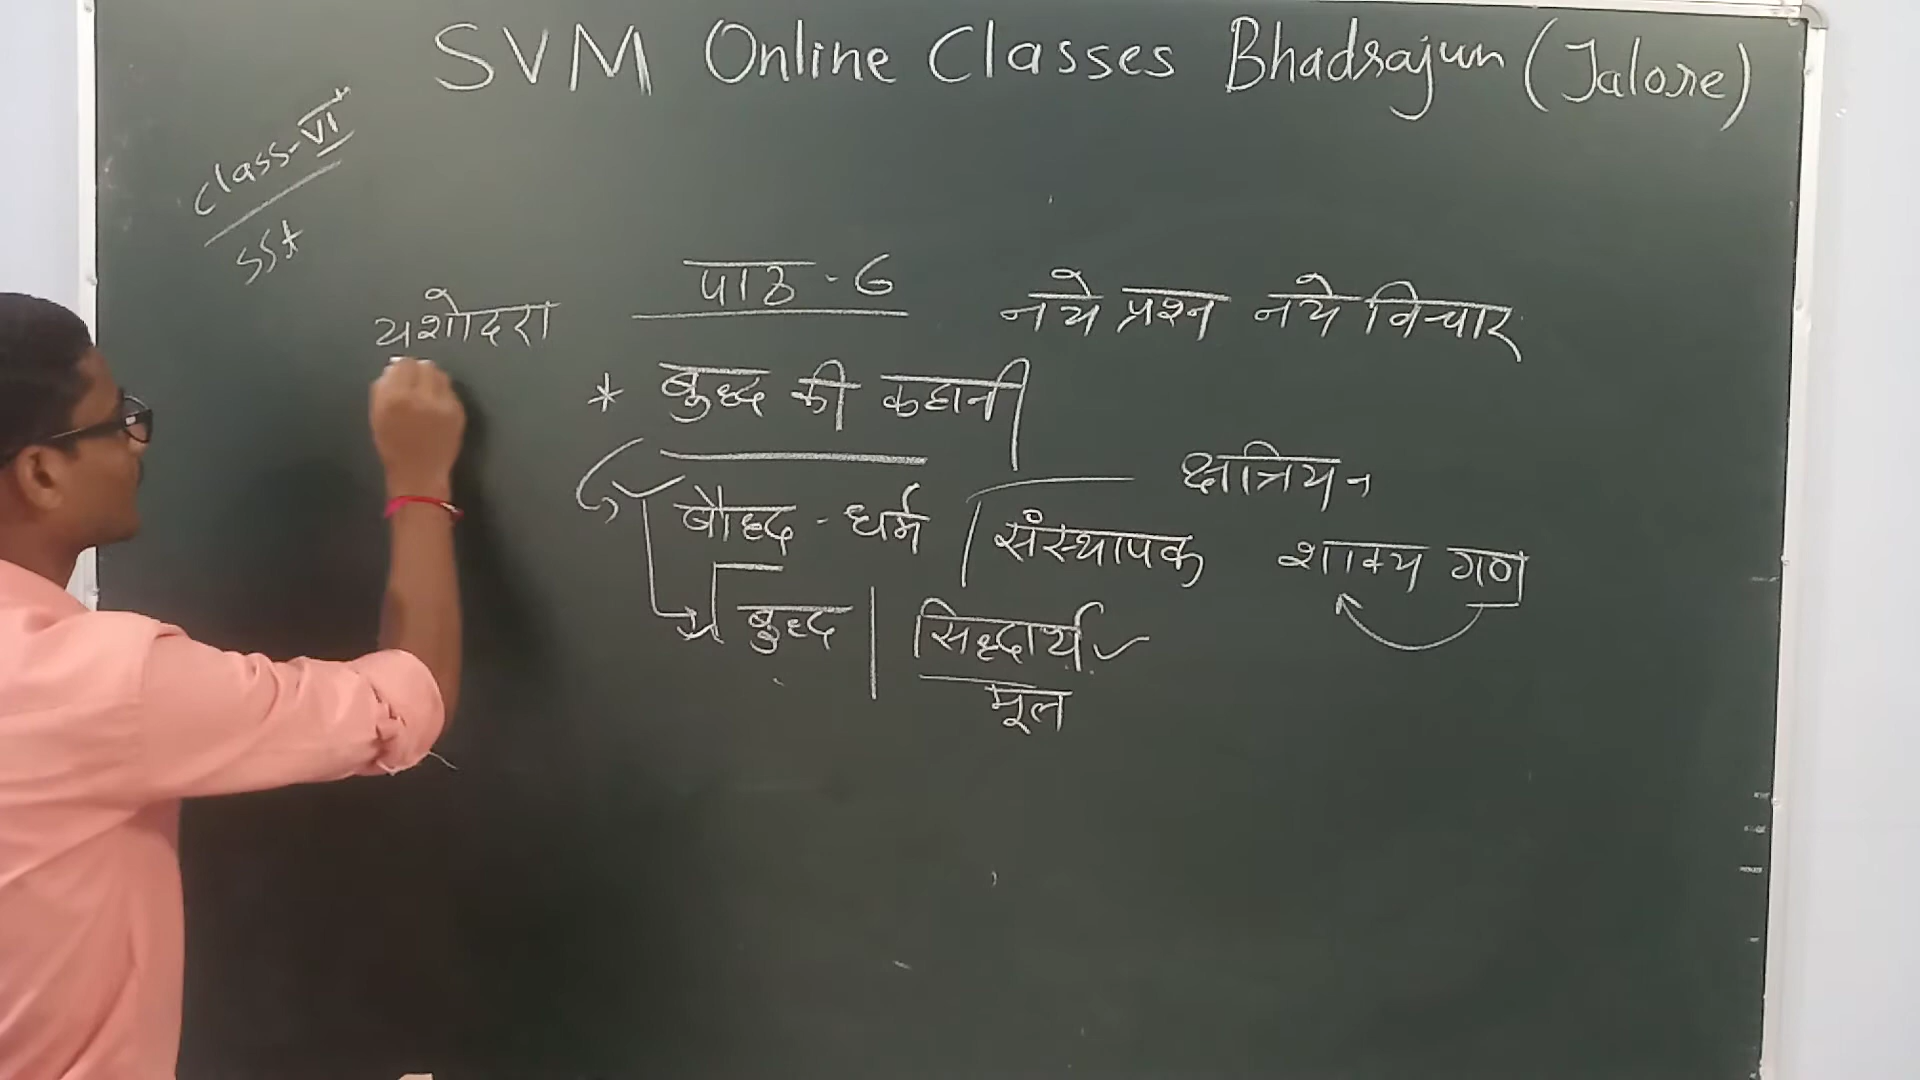 SVM Online Classes Bhadrajun (Jalore)
Class-VI
SSt
पाठ - 6 नये प्रश्न नये विचार
यशोदरा
* बुद्ध की कहानी
क्षत्रिय
बौद्ध - धर्म संस्थापक शाक्य गण
बुद्ध सिद्धार्थ
मूल